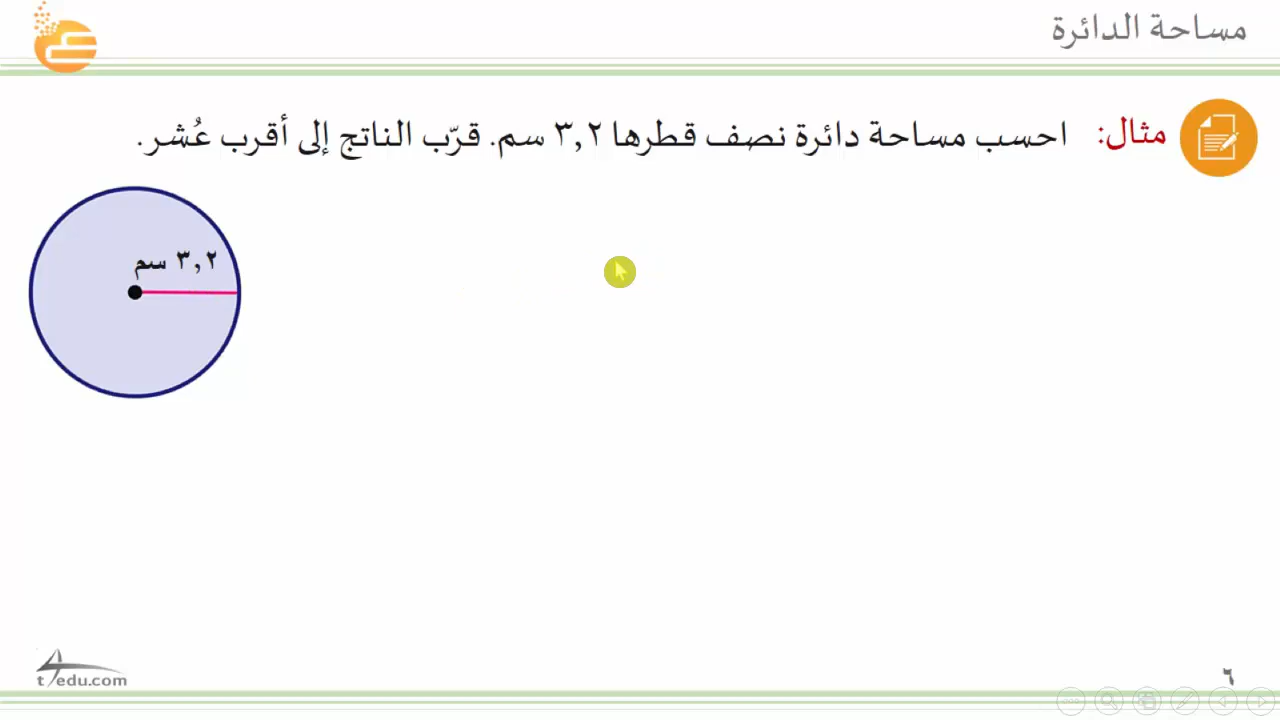 مساحة الدائرة
مثال: احسب مساحة دائرة نصف قطرها ٣,٢ سم. قرّب الناتج إلى أقرب عُشر.
٣,٢ سم
t4edu.com
٦